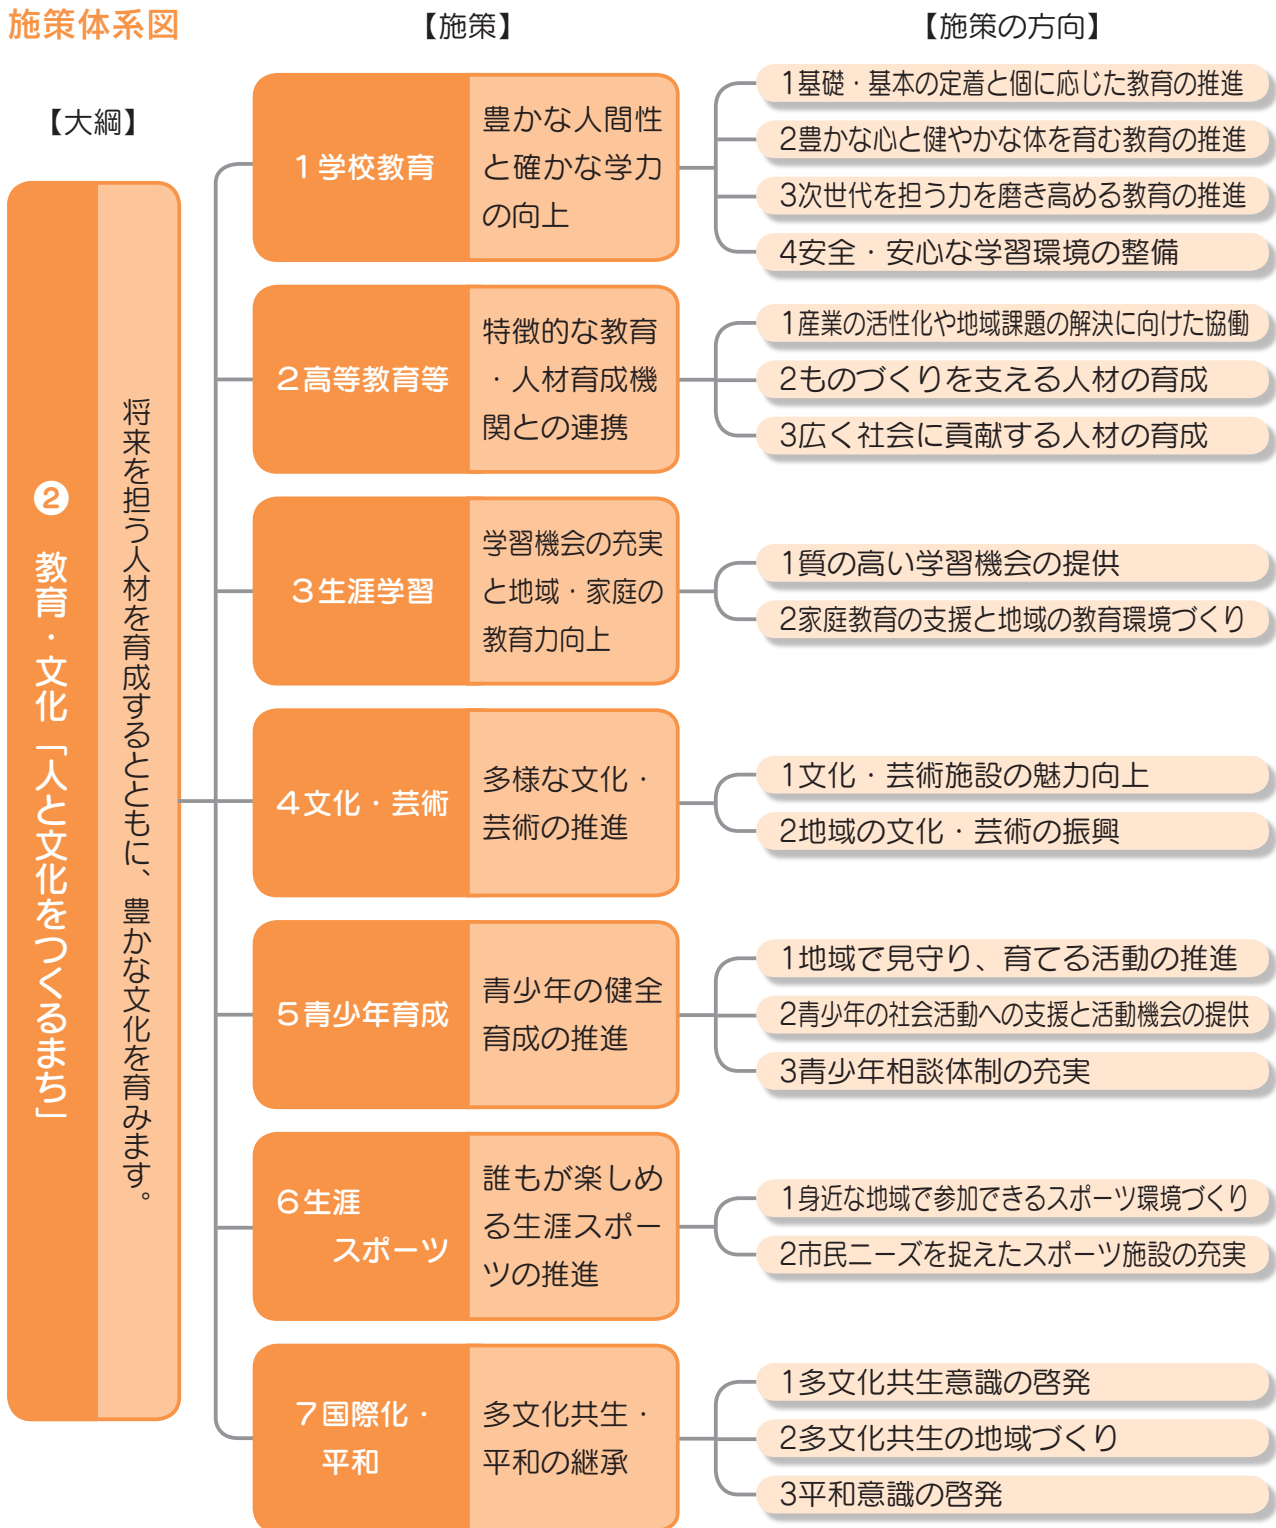 施策体系図
【施策】
【施策の方向】
【大綱】
❷ 教育・文化「人と文化をつくるまち」
将来を担う人材を育成するとともに、豊かな文化を育みます。
1学校教育
豊かな人間性
と確かな学力
の向上
1基礎・基本の定着と個に応じた教育の推進
2豊かな心と健やかな体を育む教育の推進
3次世代を担う力を磨き高める教育の推進
4安全・安心な学習環境の整備
2高等教育等
特徴的な教育
・人材育成機
関との連携
1産業の活性化や地域課題の解決に向けた協働
2ものづくりを支える人材の育成
3広く社会に貢献する人材の育成
3生涯学習
学習機会の充実
と地域・家庭の
教育力向上
1質の高い学習機会の提供
2家庭教育の支援と地域の教育環境づくり
4文化・芸術
多様な文化・
芸術の推進
1文化・芸術施設の魅力向上
2地域の文化・芸術の振興
5青少年育成
青少年の健全
育成の推進
1地域で見守り、育てる活動の推進
2青少年の社会活動への支援と活動機会の提供
3青少年相談体制の充実
6生涯
スポーツ
誰もが楽しめ
る生涯スポー
ツの推進
1身近な地域で参加できるスポーツ環境づくり
2市民ニーズを捉えたスポーツ施設の充実
7国際化・
平和
多文化共生・
平和の継承
1多文化共生意識の啓発
2多文化共生の地域づくり
3平和意識の啓発